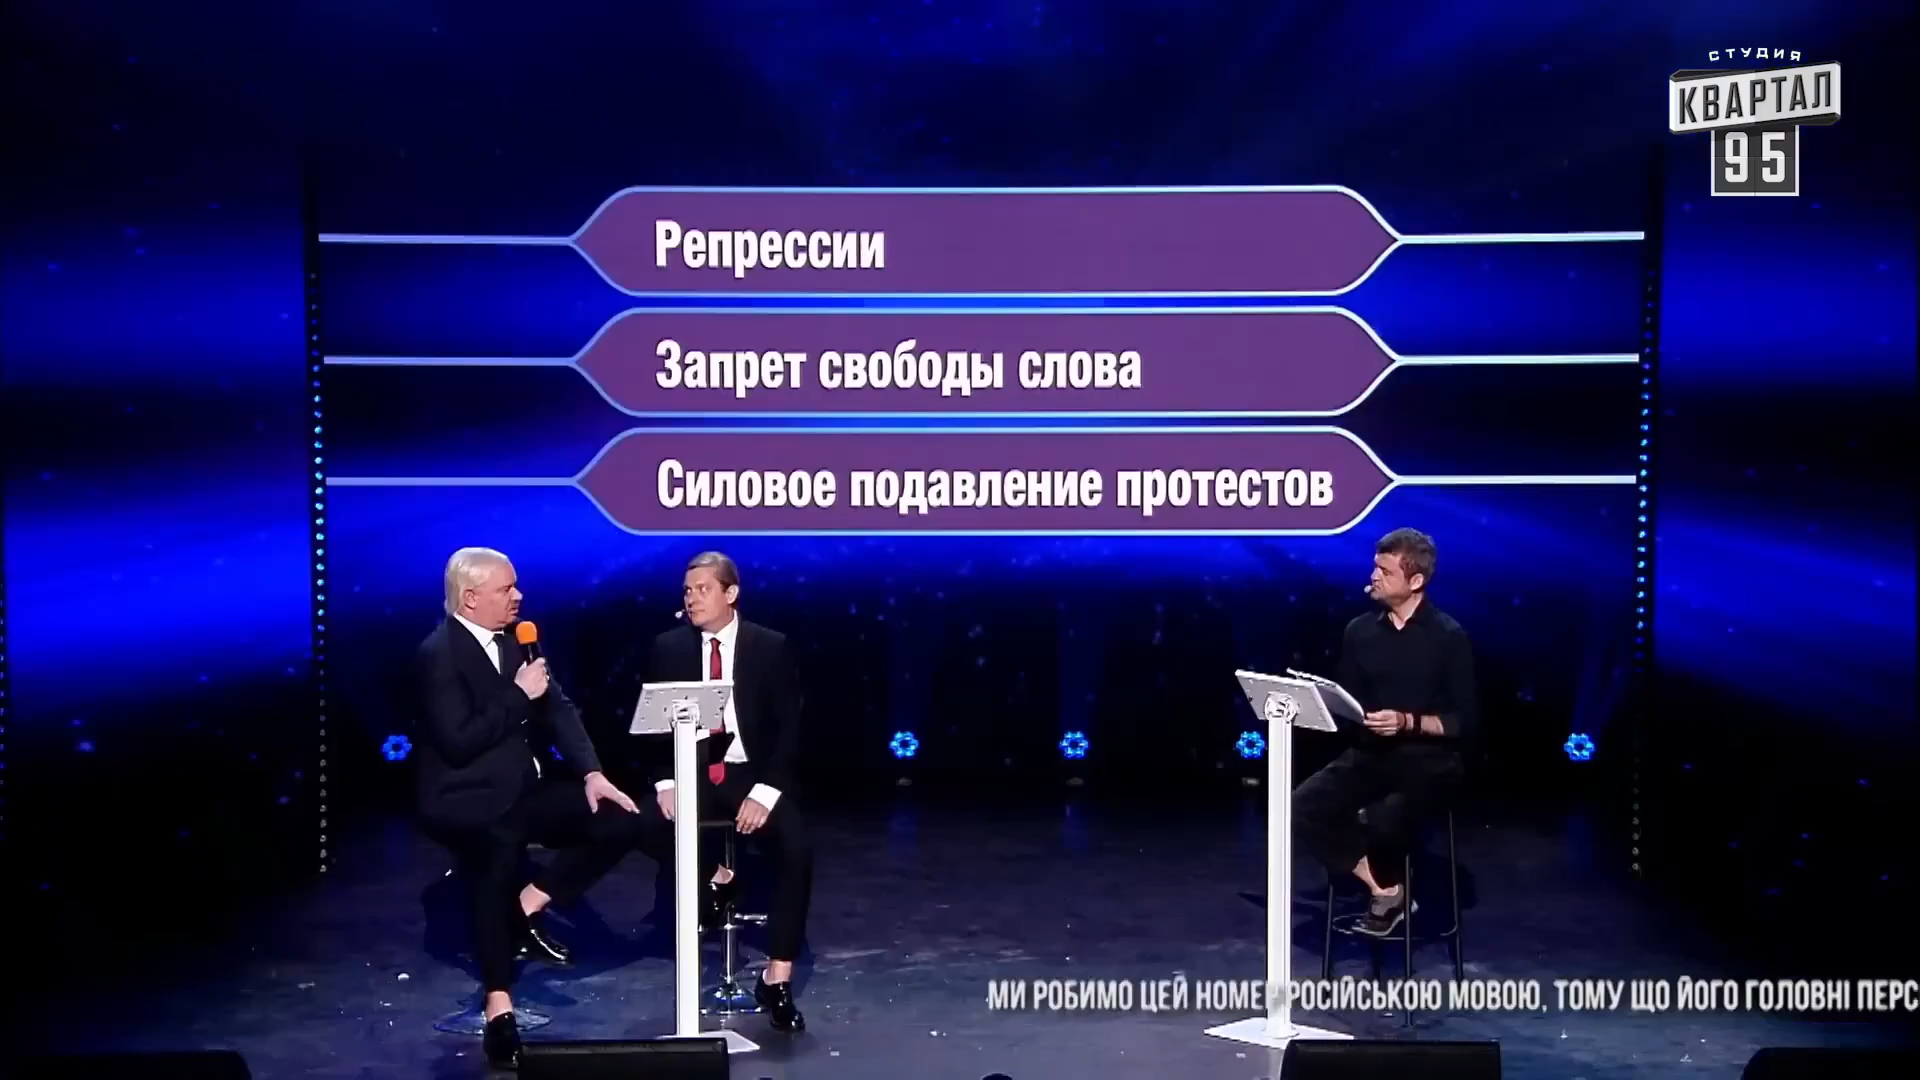 СТУДИЯ
КВАРТАЛ
95
Репрессии
Запрет свободы слова
Силовое подавление протестов
МИ РОБИМО ЦЕЙ НОМЕР РОСІЙСЬКОЮ МОВОЮ, ТОМУ ЩО ЙОГО ГОЛОВНІ ПЕРС